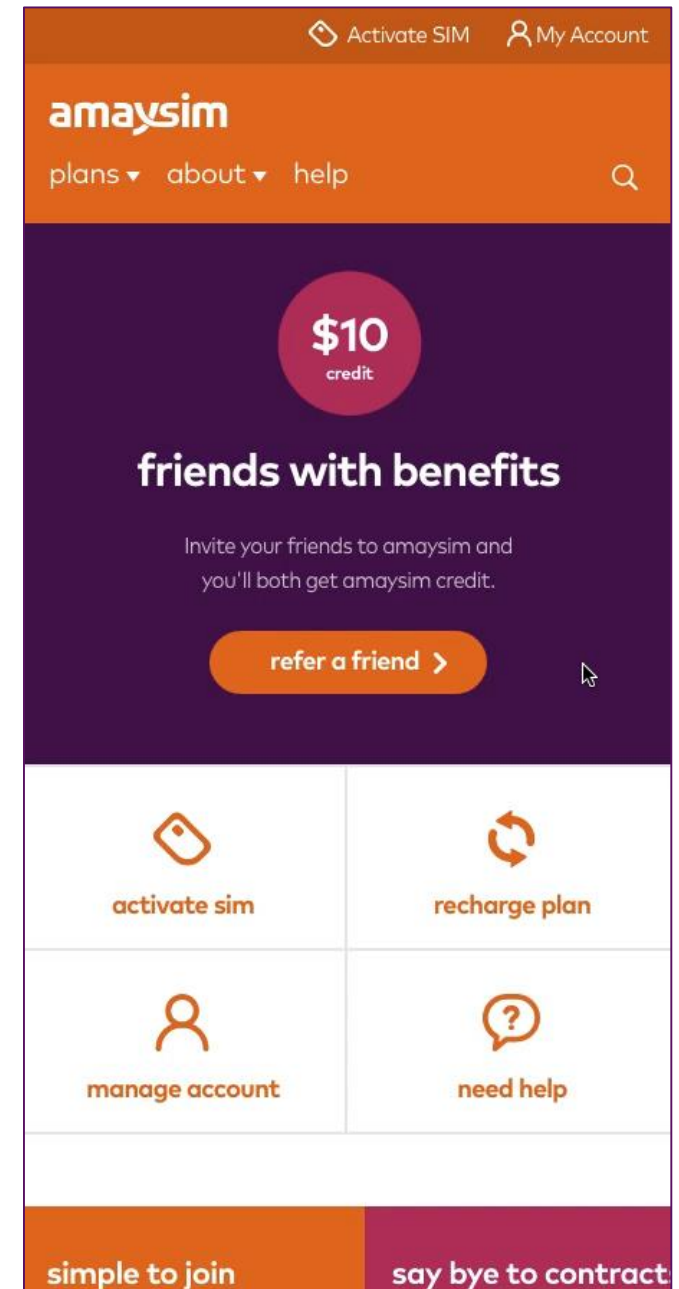 Activate SIM My Account
amaysim
plans about help
$10
credit
friends with benefits
Invite your friends to amaysim and
you'll both get amaysim credit.
refer a friend
activate sim
recharge plan
manage account
need help
?
simple to join
say bye to contract